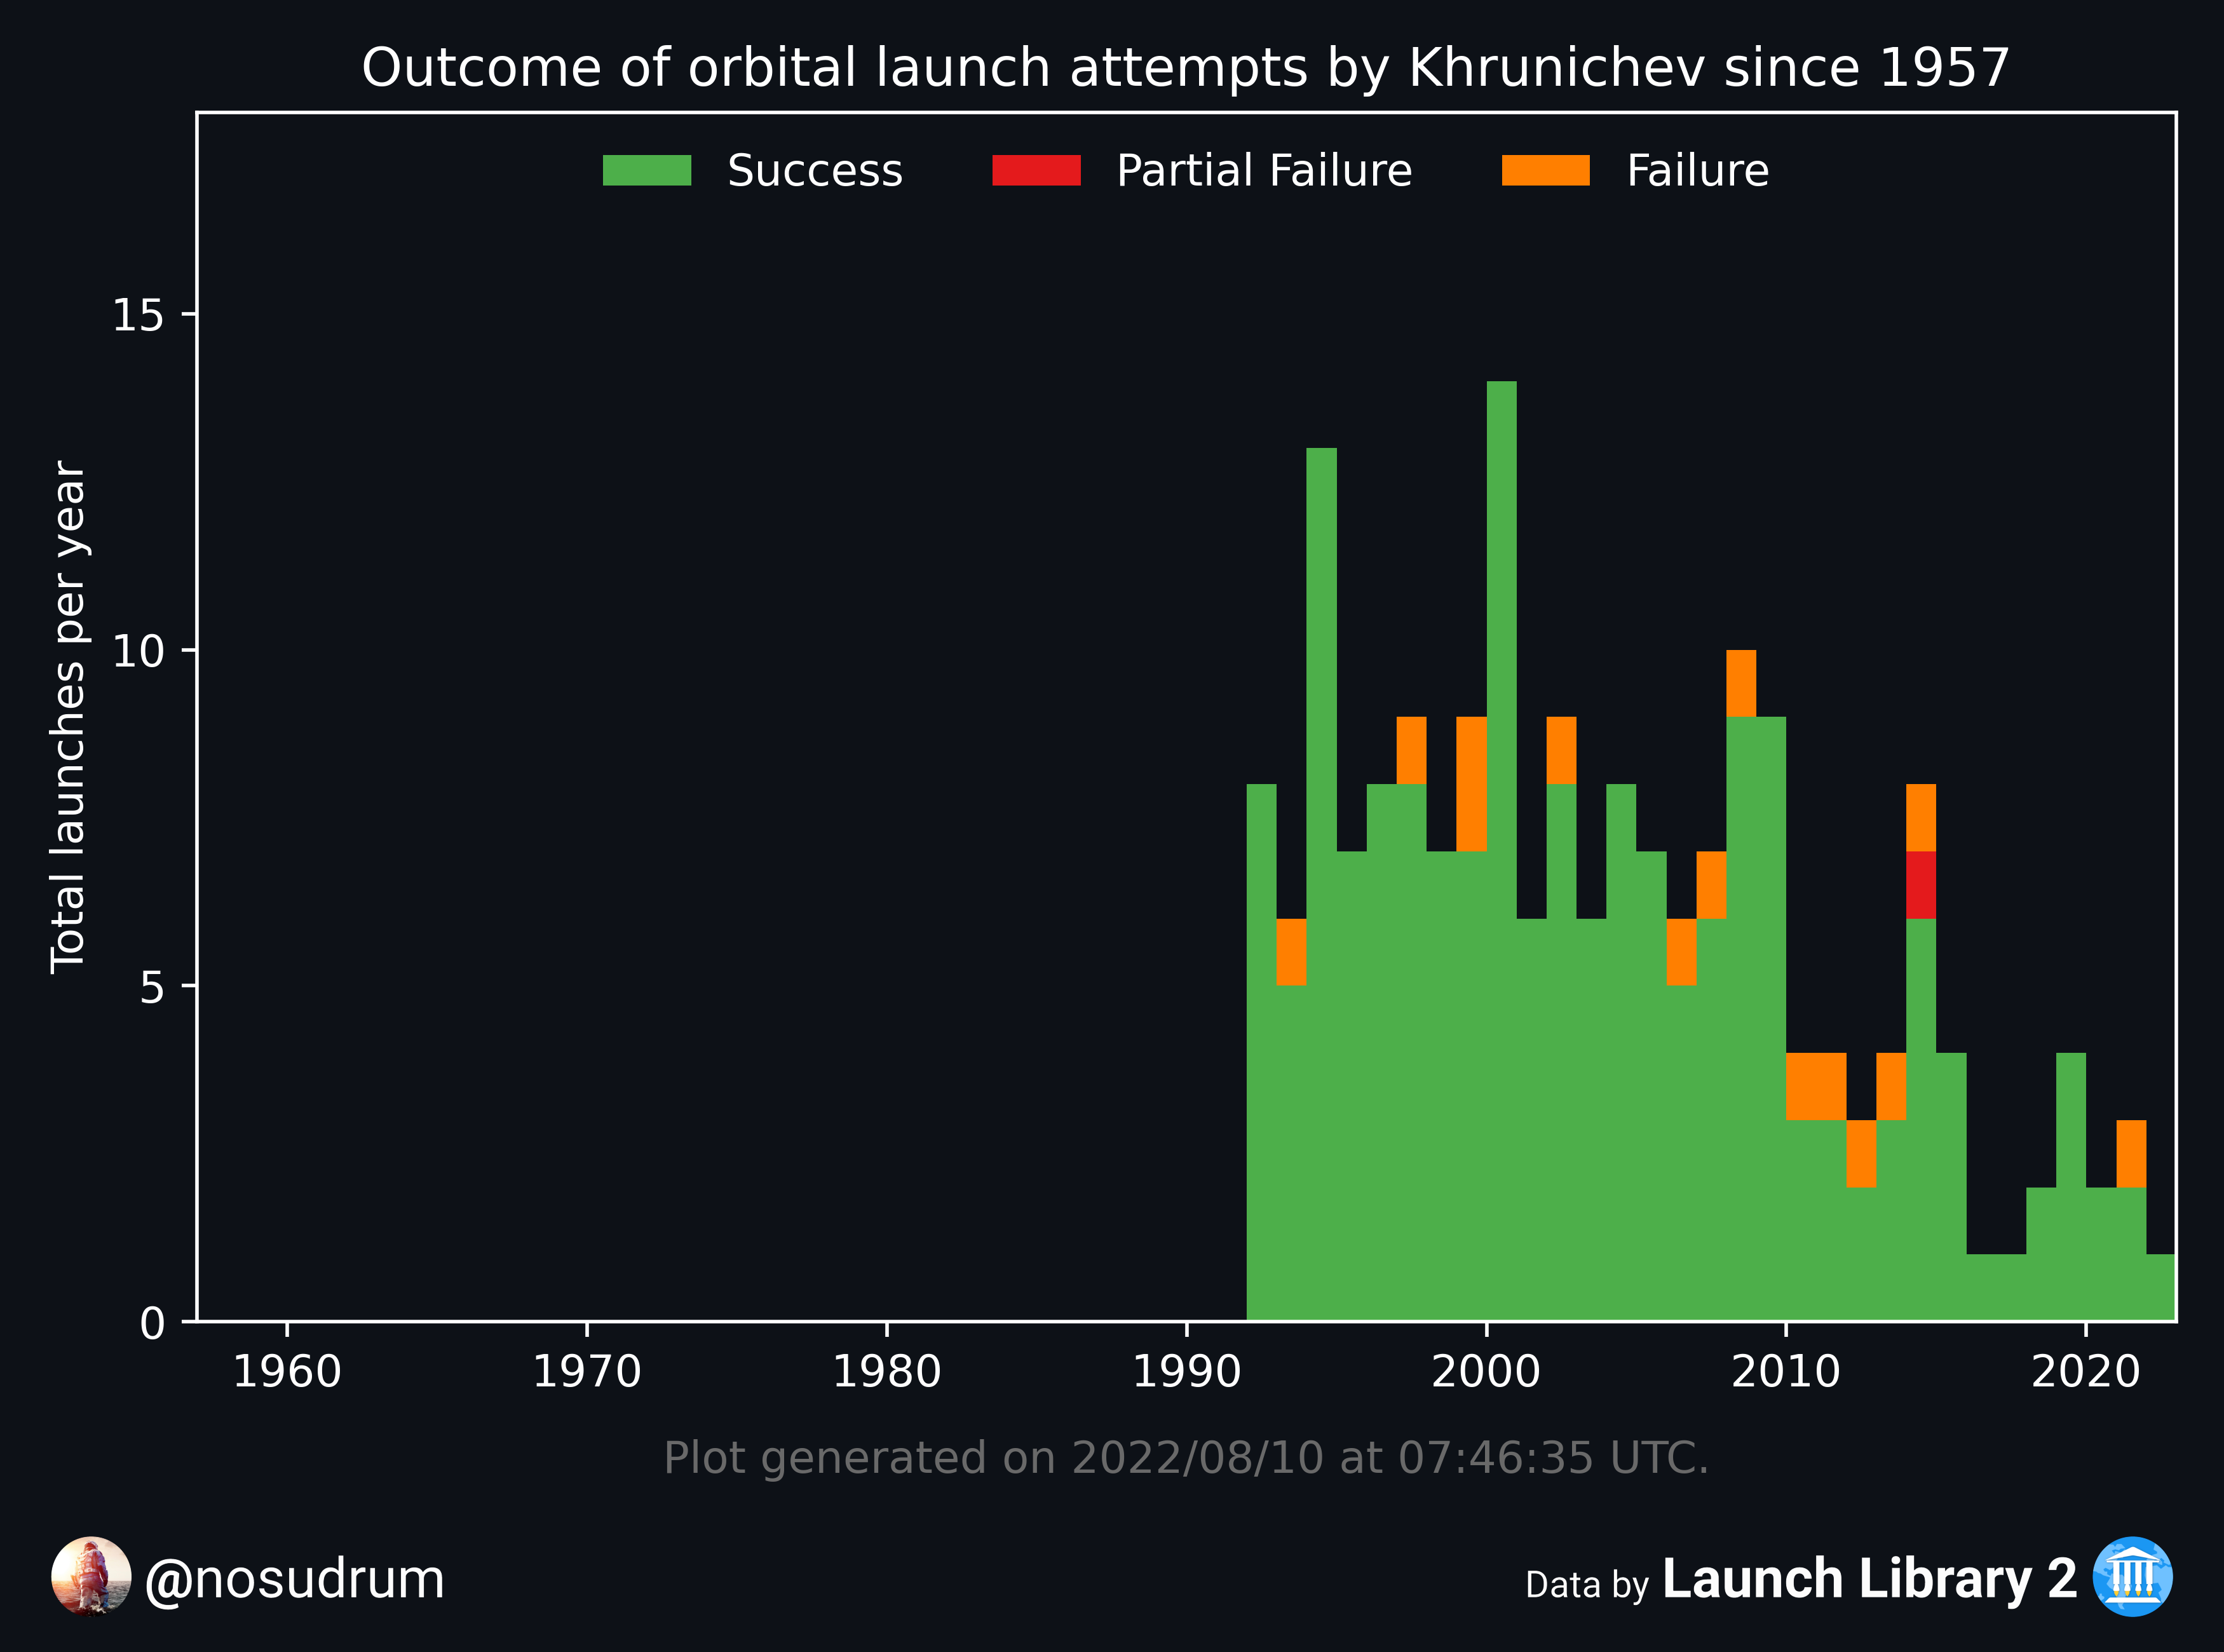 Outcome of orbital launch attempts by Khrunichev since 1957
Success Partial Failure Failure
Total launches per year
15
10
5
0
1960 1970 1980 1990 2000 2010 2020
Plot generated on 2022/08/10 at 07:46:35 UTC.
@nosudrum
Data by Launch Library 2